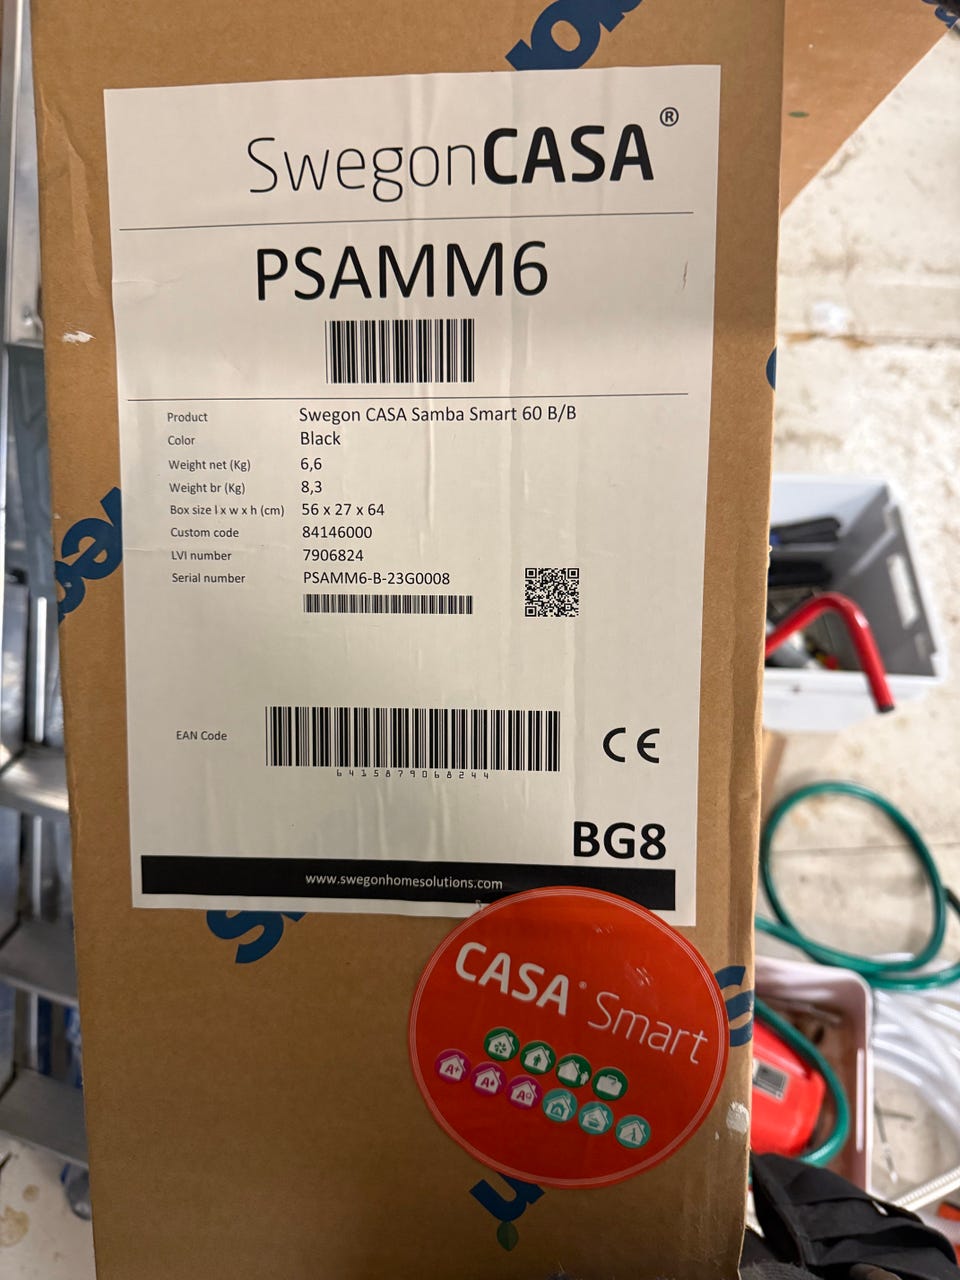 SwegonCASA®
PSAMM6
Product Swegon CASA Samba Smart 60 B/B
Color Black
Weight net (Kg) 6,6
Weight br (Kg) 8,3
Box size l x w x h (cm) 56 x 27 x 64
Custom code 84146000
LVI number 7906824
Serial number PSAMM6-B-23G0008
EAN Code
6415879068244
CE
BG8
www.swegonhomesolutions.com
CASA® Smart
A+